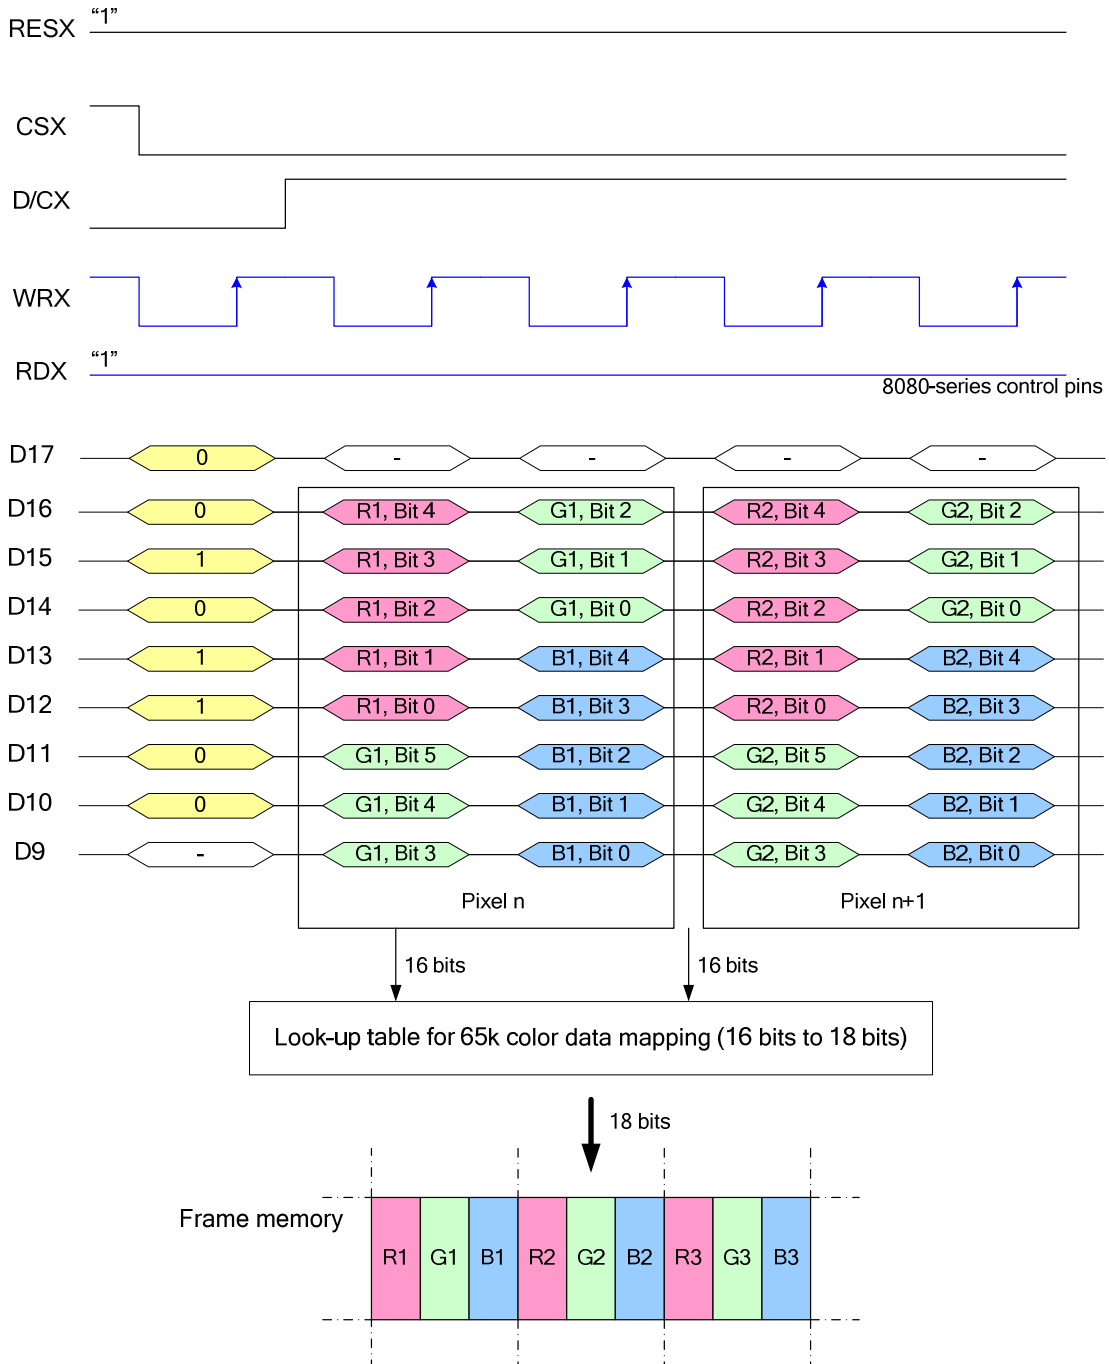 RESX “1”
CSX
D/CX
WRX
RDX “1”
8080-series control pins
D17 0 - - - -
D16 0 R1, Bit 4 G1, Bit 2 R2, Bit 4 G2, Bit 2
D15 1 R1, Bit 3 G1, Bit 1 R2, Bit 3 G2, Bit 1
D14 0 R1, Bit 2 G1, Bit 0 R2, Bit 2 G2, Bit 0
D13 1 R1, Bit 1 B1, Bit 4 R2, Bit 1 B2, Bit 4
D12 1 R1, Bit 0 B1, Bit 3 R2, Bit 0 B2, Bit 3
D11 0 G1, Bit 5 B1, Bit 2 G2, Bit 5 B2, Bit 2
D10 0 G1, Bit 4 B1, Bit 1 G2, Bit 4 B2, Bit 1
D9 - G1, Bit 3 B1, Bit 0 G2, Bit 3 B2, Bit 0
Pixel n Pixel n+1
16 bits 16 bits
Look-up table for 65k color data mapping (16 bits to 18 bits)
18 bits
Frame memory
R1 G1 B1 R2 G2 B2 R3 G3 B3